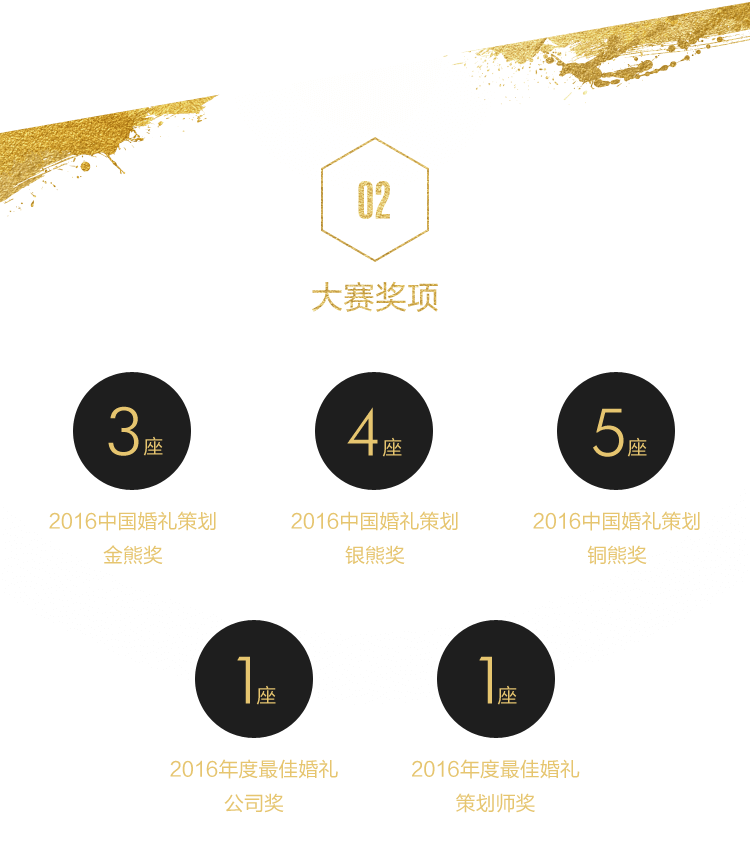 02
大赛奖项
3座
4座
5座
2016中国婚礼策划
金熊奖
2016中国婚礼策划
银熊奖
2016中国婚礼策划
铜熊奖
1座
1座
2016年度最佳婚礼
公司奖
2016年度最佳婚礼
策划师奖